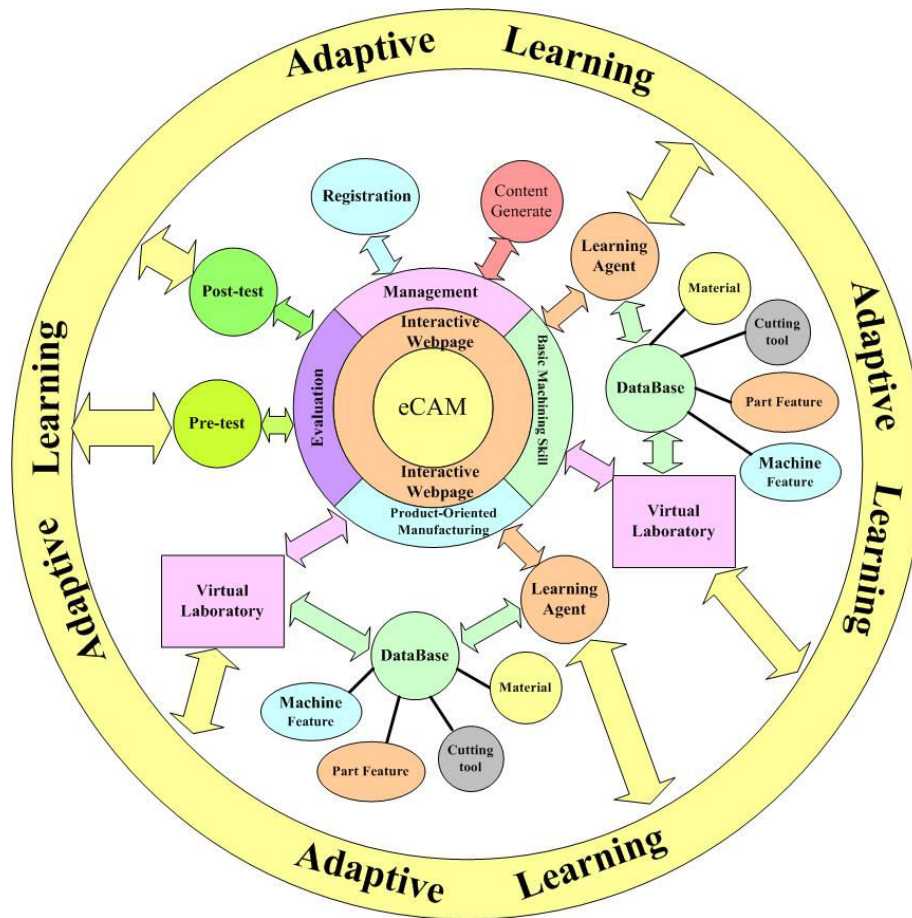 Adaptive Learning
Adaptive
Learning
Adaptive Learning
Adaptive
Learning
Registration
Content
Generate
Learning
Agent
Post-test
Pre-test
Management
Interactive
Webpage
eCAM
Interactive
Webpage
Evaluation
Basic Machining Skill
Product-Oriented
Manufacturing
Material
Cutting
tool
DataBase
Part Feature
Machine
Feature
Virtual
Laboratory
Virtual
Laboratory
Learning
Agent
DataBase
Material
Machine
Feature
Part Feature
Cutting
tool